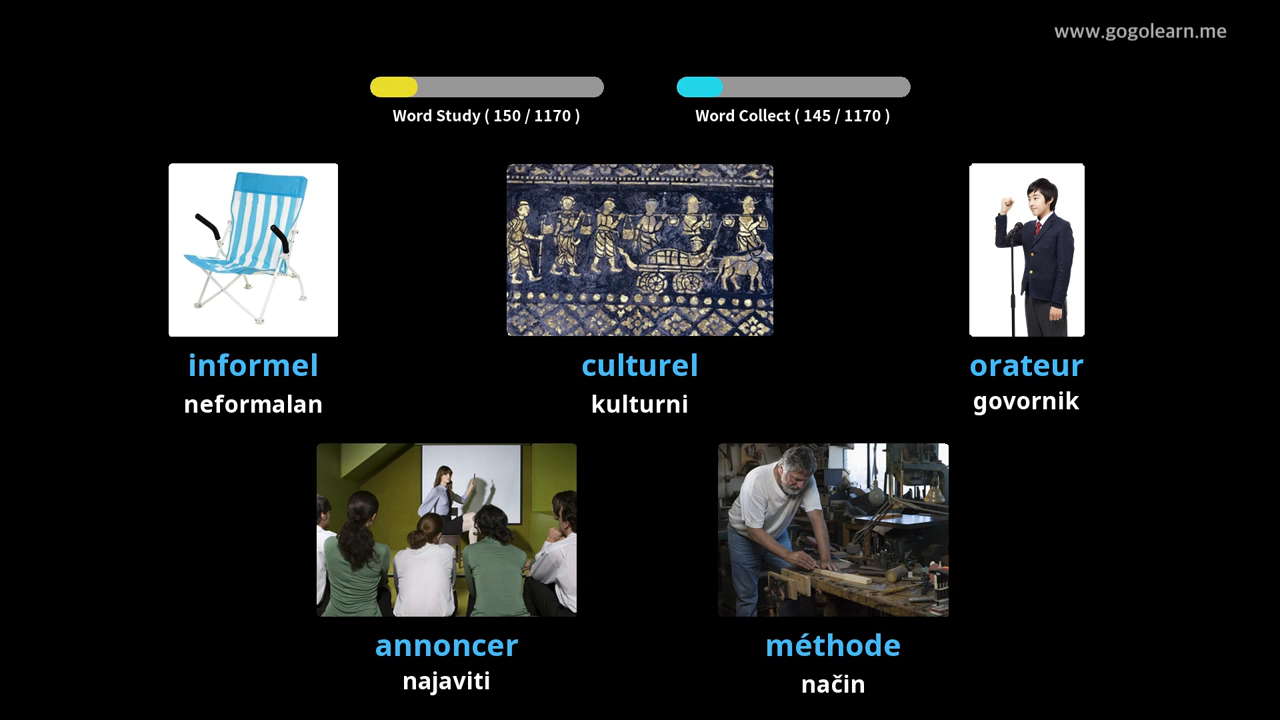 www.gogolearn.me
Word Study ( 150 / 1170 )
Word Collect ( 145 / 1170 )
informel
neformalan
culturel
kulturni
orateur
govornik
annoncer
najaviti
méthode
način